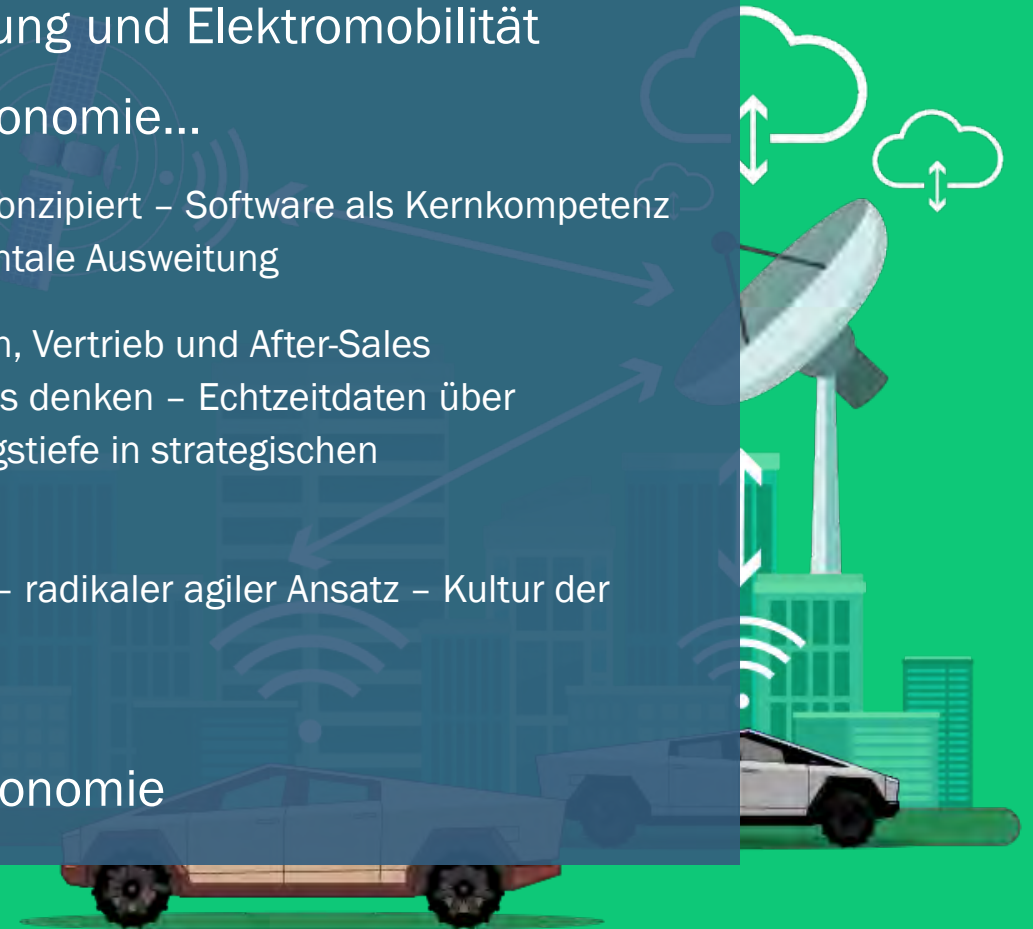 ung und Elektromobilität
onomie...
onzipiert – Software als Kernkompetenz
ntale Ausweitung
n, Vertrieb und After-Sales
s denken – Echtzeitdaten über
gstiefe in strategischen
– radikaler agiler Ansatz – Kultur der
onomie